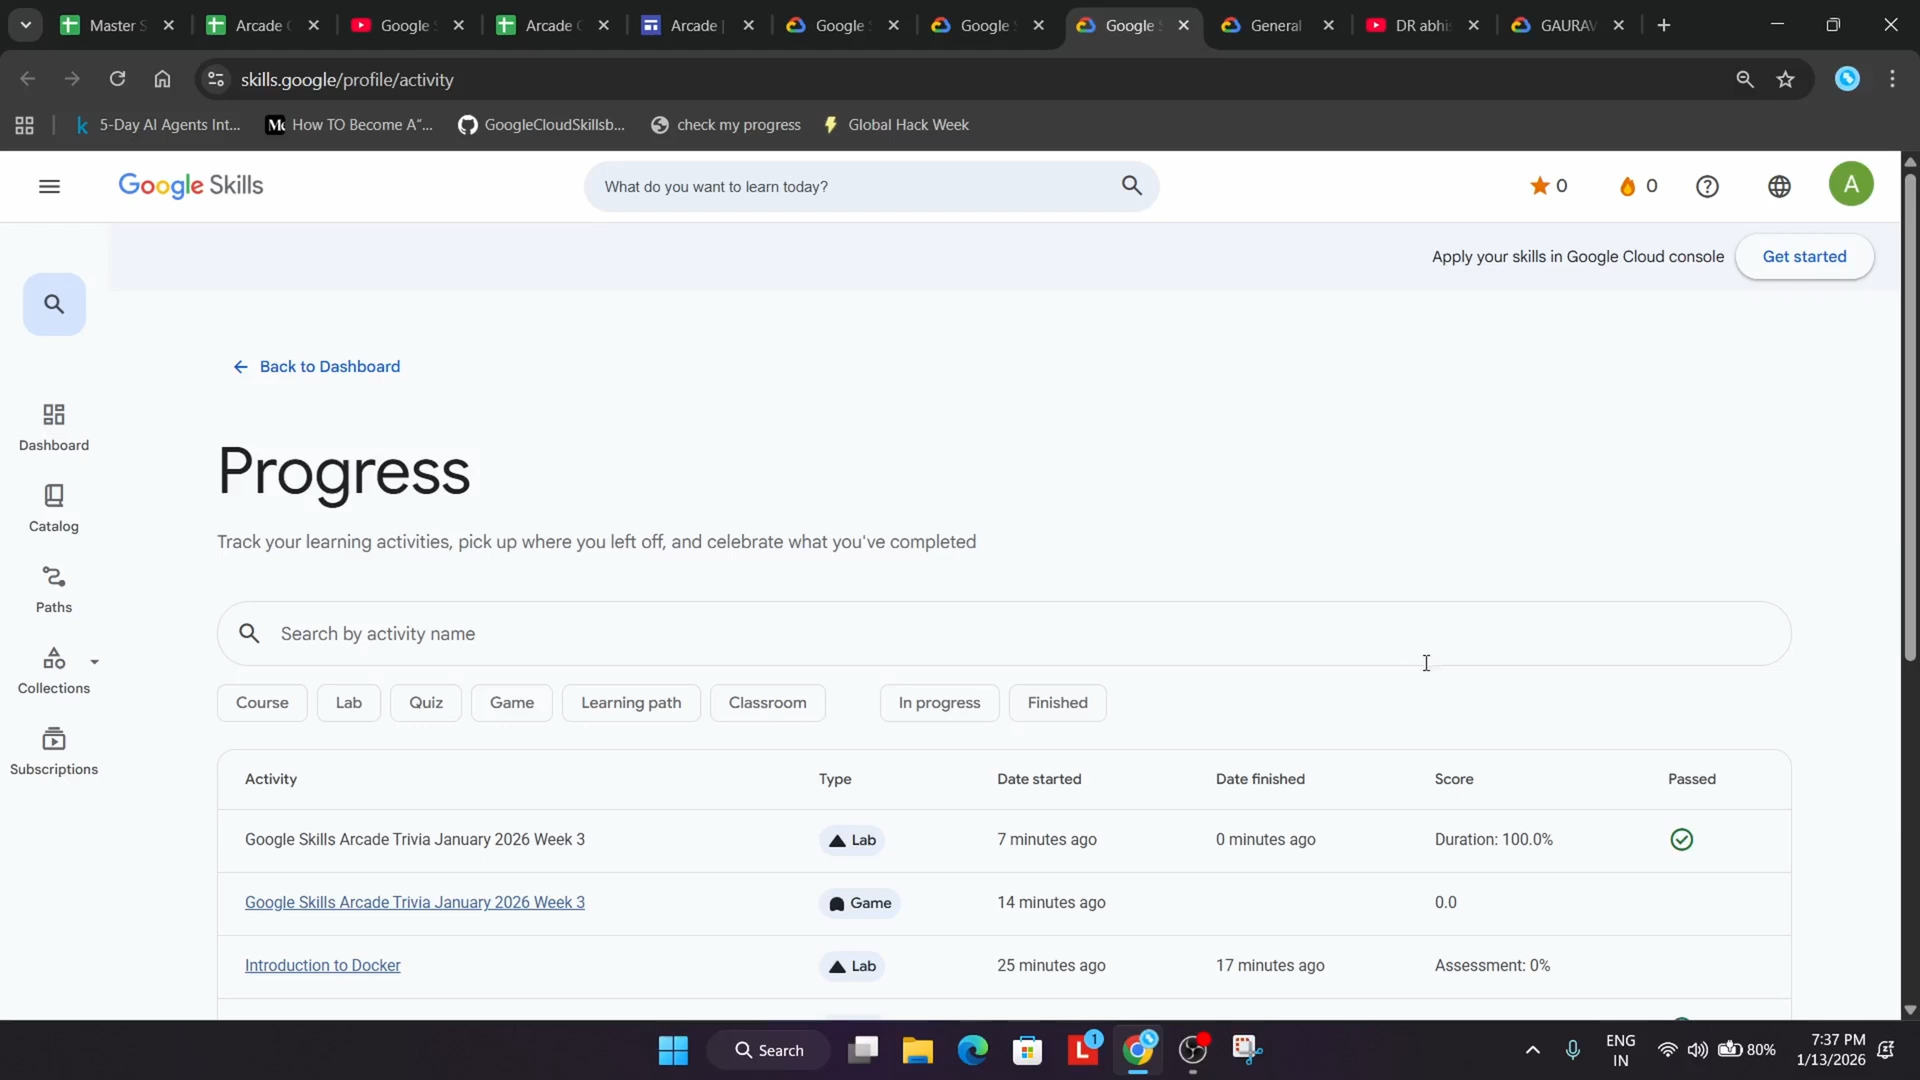 Master S
Arcade
Google
Arcade
Arcade
Google
Google
Google
General
DR abhi
GAURAV
skills.google/profile/activity
5-Day AI Agents Int...
How TO Become A“...
GoogleCloudSkillsb...
check my progress
Global Hack Week
Google Skills
What do you want to learn today?
0
0
A
Apply your skills in Google Cloud console
Get started
Back to Dashboard
Dashboard
Catalog
Paths
Collections
Subscriptions
Progress
Track your learning activities, pick up where you left off, and celebrate what you've completed
Search by activity name
Course
Lab
Quiz
Game
Learning path
Classroom
In progress
Finished
Activity Type Date started Date finished Score Passed
Google Skills Arcade Trivia January 2026 Week 3 Lab 7 minutes ago 0 minutes ago Duration: 100.0%
Google Skills Arcade Trivia January 2026 Week 3 Game 14 minutes ago 0.0
Introduction to Docker Lab 25 minutes ago 17 minutes ago Assessment: 0%
Search
L
1
ENG
IN
80%
7:37 PM
1/13/2026